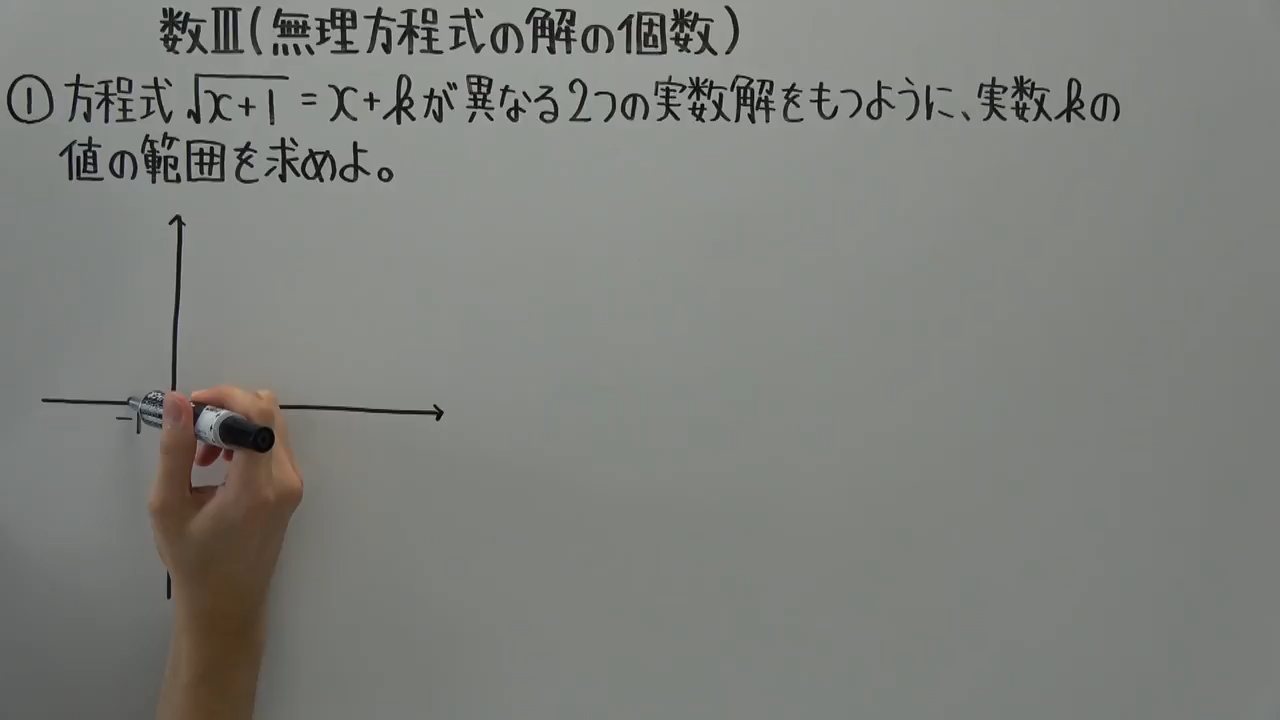 数Ⅲ(無理方程式の解の個数)
① 方程式 √x+1 = x+k が異なる2つの実数解をもつように、実数kの
値の範囲を求めよ。
-1